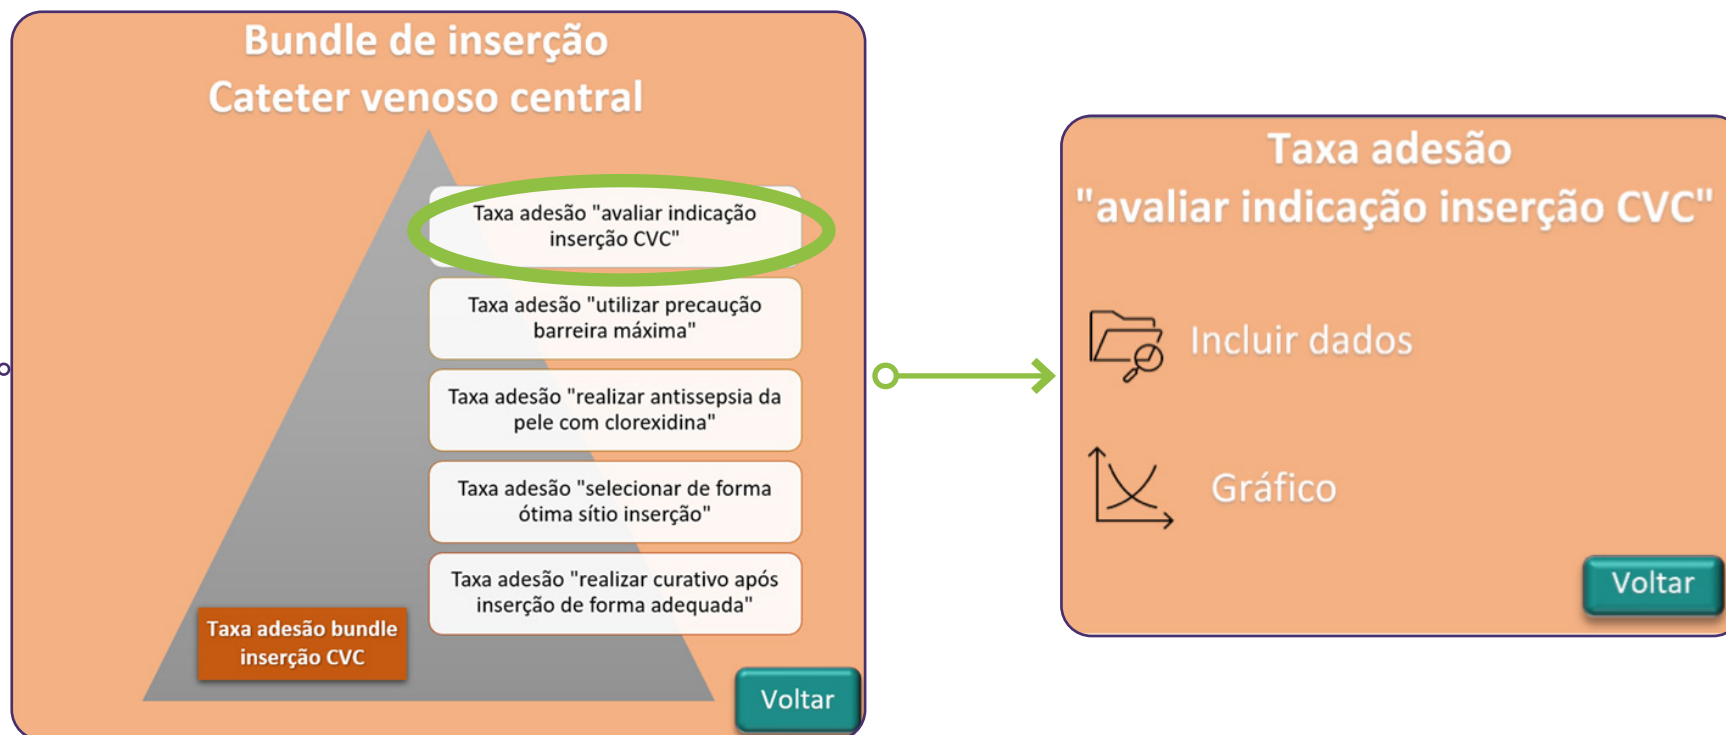 Bundle de inserção
Cateter venoso central
Taxa adesão "avaliar indicação
inserção CVC"
Taxa adesão "utilizar precaução
barreira máxima"
Taxa adesão "realizar antissepsia da
pele com clorexidina"
Taxa adesão "selecionar de forma
ótima sítio inserção"
Taxa adesão "realizar curativo após
inserção de forma adequada"
Taxa adesão bundle
inserção CVC
Voltar
Taxa adesão
"avaliar indicação inserção CVC"
Incluir dados
Gráfico
Voltar